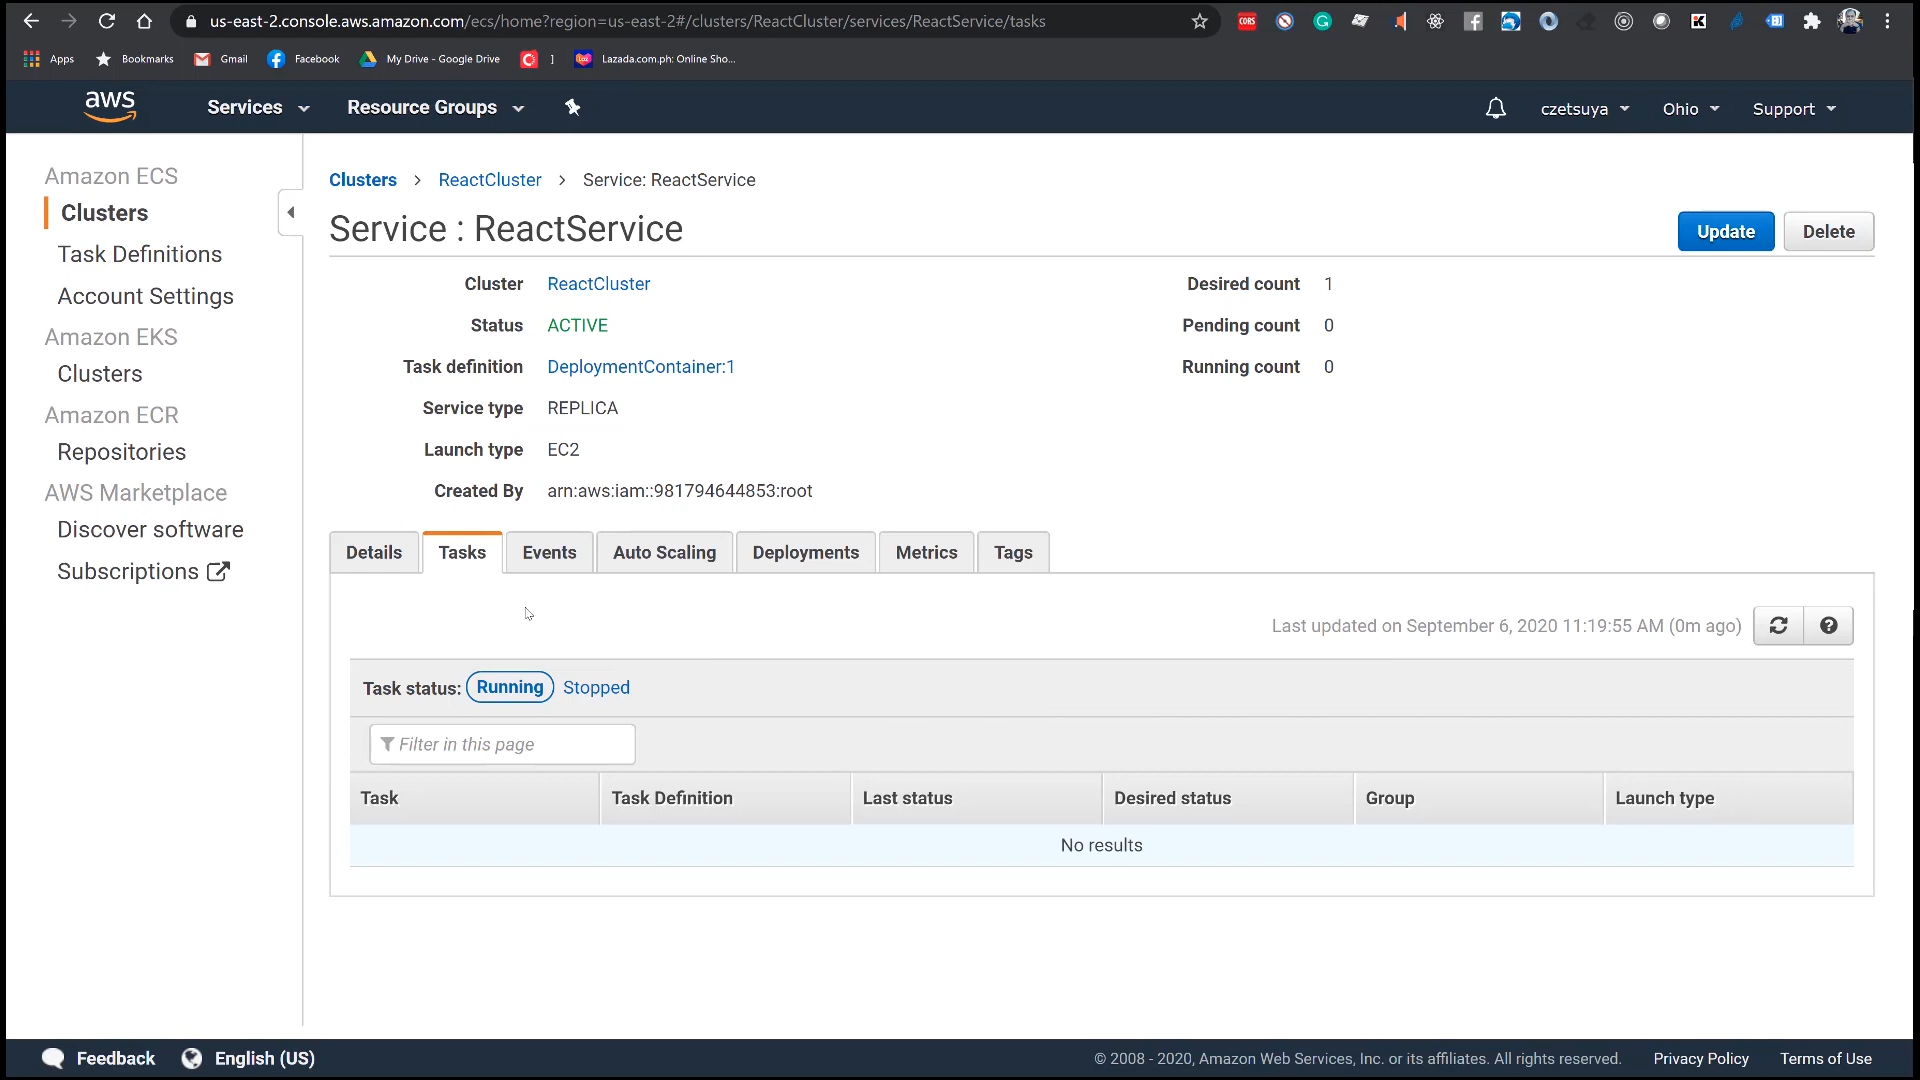 us-east-2.console.aws.amazon.com/ecs/home?region=us-east-2#/clusters/ReactCluster/services/ReactService/tasks
CORS
Apps Bookmarks Gmail Facebook My Drive - Google Drive ] Lazada.com.ph: Online Sho...
aws Services Resource Groups czetsuya Ohio Support
Amazon ECS
Clusters
Task Definitions
Account Settings
Amazon EKS
Clusters
Amazon ECR
Repositories
AWS Marketplace
Discover software
Subscriptions
Clusters > ReactCluster > Service: ReactService
Service : ReactService
Update Delete
Cluster ReactCluster
Status ACTIVE
Task definition DeploymentContainer:1
Service type REPLICA
Launch type EC2
Created By arn:aws:iam::981794644853:root
Desired count 1
Pending count 0
Running count 0
Details Tasks Events Auto Scaling Deployments Metrics Tags
Last updated on September 6, 2020 11:19:55 AM (0m ago)
Task status: Running Stopped
Filter in this page
Task Task Definition Last status Desired status Group Launch type
No results
Feedback English (US) © 2008 - 2020, Amazon Web Services, Inc. or its affiliates. All rights reserved. Privacy Policy Terms of Use